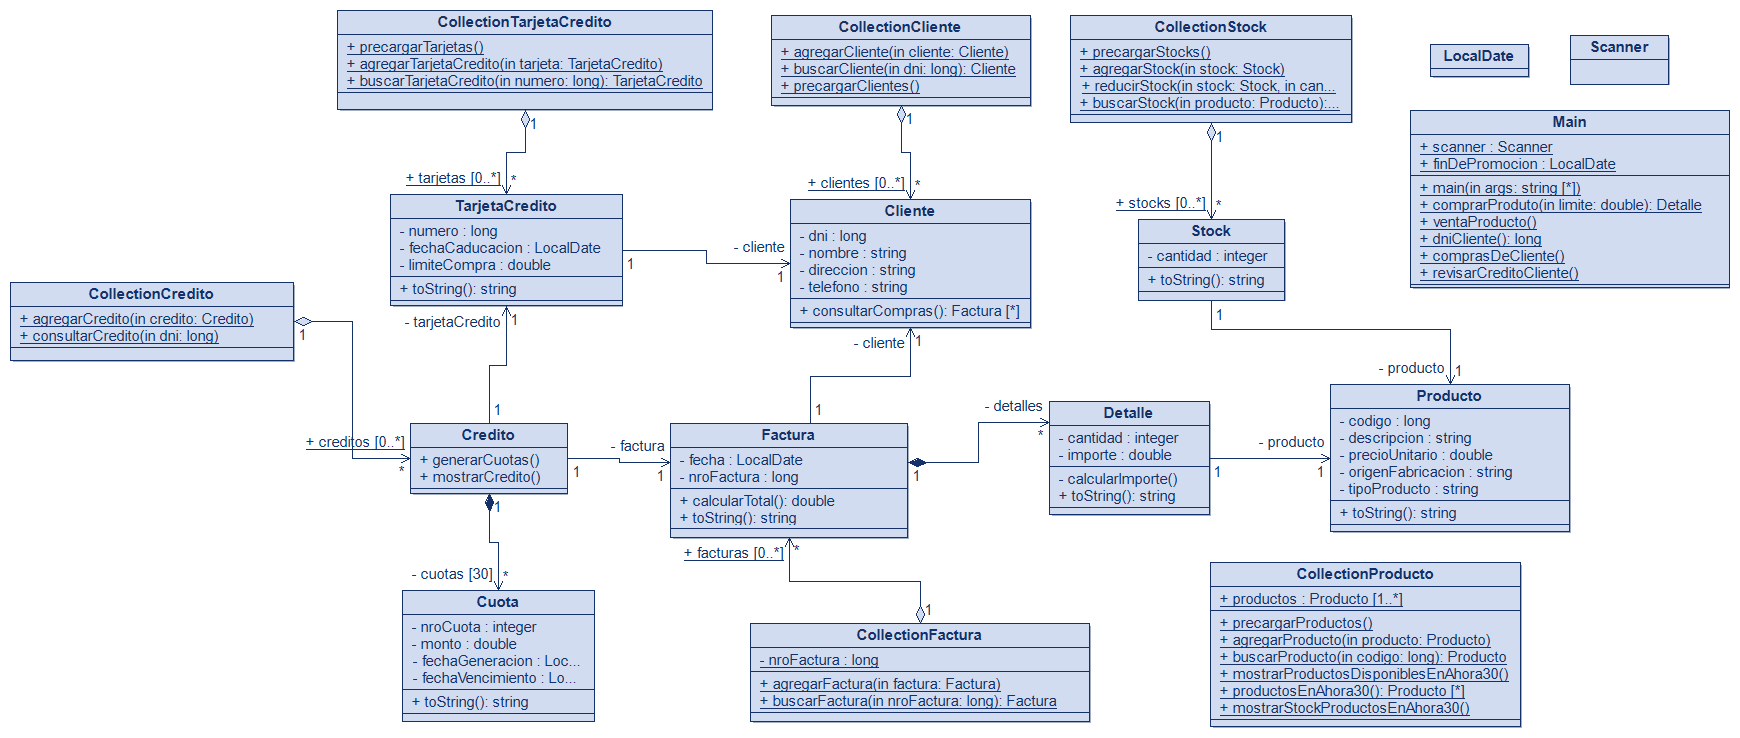 CollectionTarjetaCredito
+ precargarTarjetas()
+ agregarTarjetaCredito(in tarjeta: TarjetaCredito)
+ buscarTarjetaCredito(in numero: long): TarjetaCredito
1
+ tarjetas [0..*]
*
CollectionCliente
+ agregarCliente(in cliente: Cliente)
+ buscarCliente(in dni: long): Cliente
+ precargarClientes()
1
+ clientes [0..*]
*
CollectionStock
+ precargarStocks()
+ agregarStock(in stock: Stock)
+ reducirStock(in stock: Stock, in can...
+ buscarStock(in producto: Producto):...
1
+ stocks [0..*]
*
LocalDate
Scanner
Main
+ scanner : Scanner
+ finDePromocion : LocalDate
+ main(in args: string [*])
+ comprarProduto(in limite: double): Detalle
+ ventaProducto()
+ dniCliente(): long
+ comprasDeCliente()
+ revisarCreditoCliente()
TarjetaCredito
- numero : long
- fechaCaducacion : LocalDate
- limiteCompra : double
+ toString(): string
1
- cliente
1
Cliente
- dni : long
- nombre : string
- direccion : string
- telefono : string
+ consultarCompras(): Factura [*]
Stock
- cantidad : integer
+ toString(): string
1
- producto
1
CollectionCredito
+ agregarCredito(in credito: Credito)
+ consultarCredito(in dni: long)
1
+ creditos [0..*]
*
- tarjetaCredito
1
1
- cliente
1
1
Credito
+ generarCuotas()
+ mostrarCredito()
1
- factura
1
Factura
- fecha : LocalDate
- nroFactura : long
+ calcularTotal(): double
+ toString(): string
1
- detalles
*
Detalle
- cantidad : integer
- importe : double
- calcularImporte()
+ toString(): string
1
- producto
1
Producto
- codigo : long
- descripcion : string
- precioUnitario : double
- origenFabricacion : string
- tipoProducto : string
+ toString(): string
1
- cuotas [30]
*
Cuota
- nroCuota : integer
- monto : double
- fechaGeneracion : Loc...
- fechaVencimiento : Lo...
+ toString(): string
+ facturas [0..*]
*
1
CollectionFactura
- nroFactura : long
+ agregarFactura(in factura: Factura)
+ buscarFactura(in nroFactura: long): Factura
CollectionProducto
+ productos : Producto [1..*]
+ precargarProductos()
+ agregarProducto(in producto: Producto)
+ buscarProducto(in codigo: long): Producto
+ mostrarProductosDisponiblesEnAhora30()
+ productosEnAhora30(): Producto [*]
+ mostrarStockProductosEnAhora30()